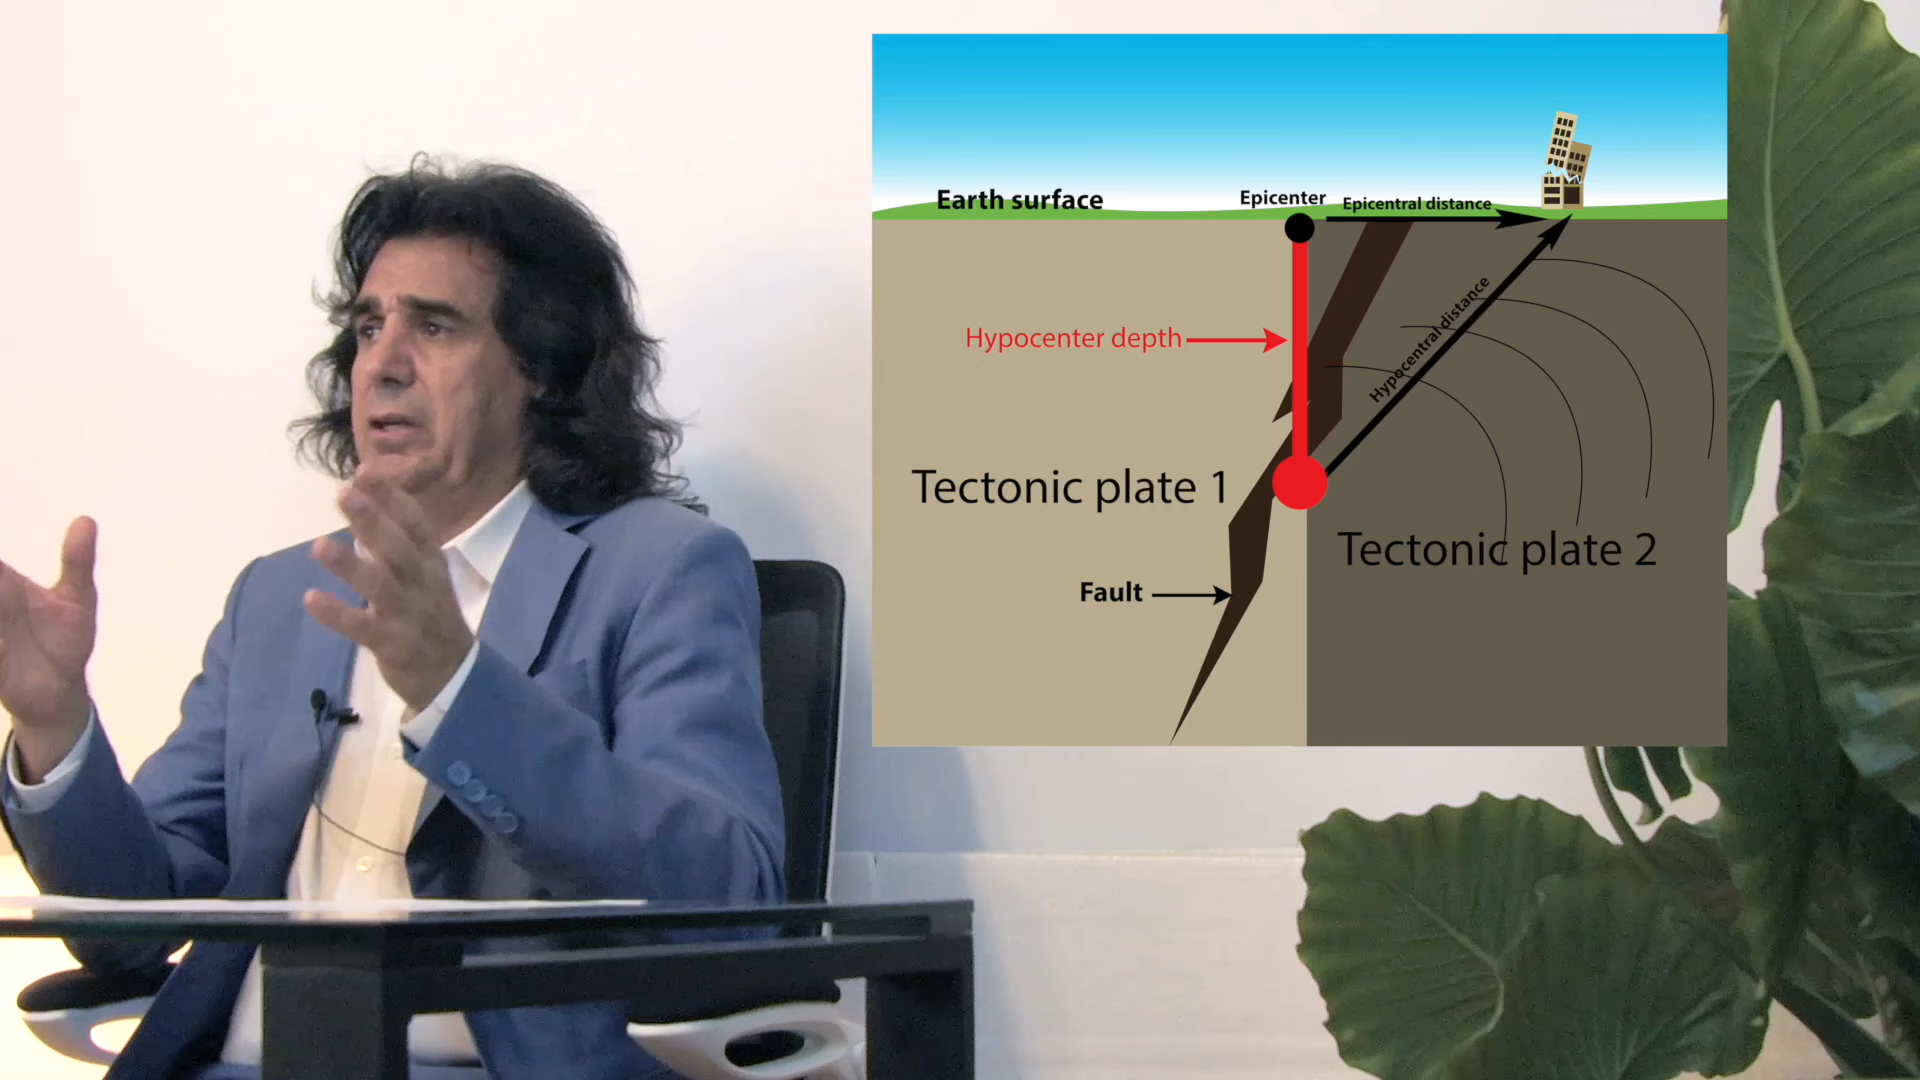 Earth surface
Epicenter
Epicentral distance
Hypocenter depth
Hypocentral distance
Tectonic plate 1
Tectonic plate 2
Fault